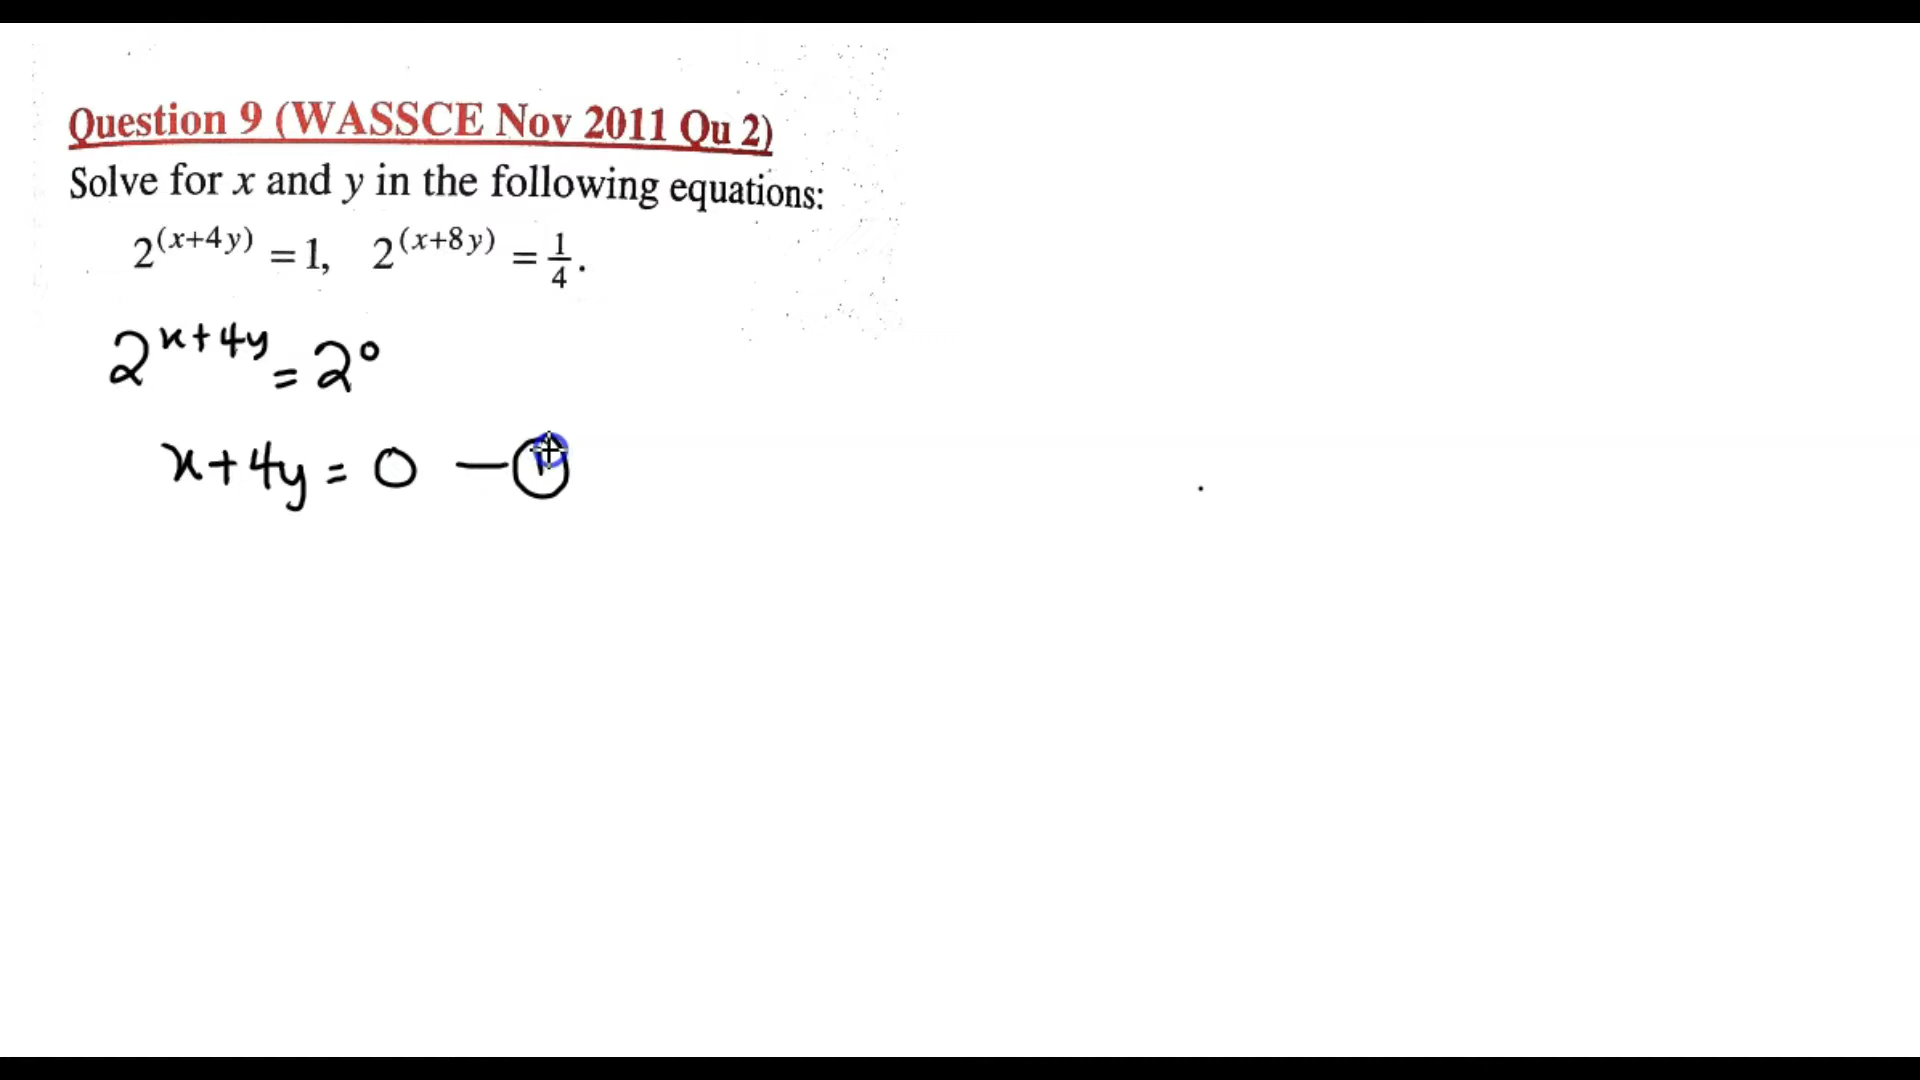 Question 9 (WASSCE Nov 2011 Qu 2)
Solve for x and y in the following equations:
2^(x+4y) = 1, 2^(x+8y) = 1/4.
2^x+4y = 2^0
x+4y = 0 —①